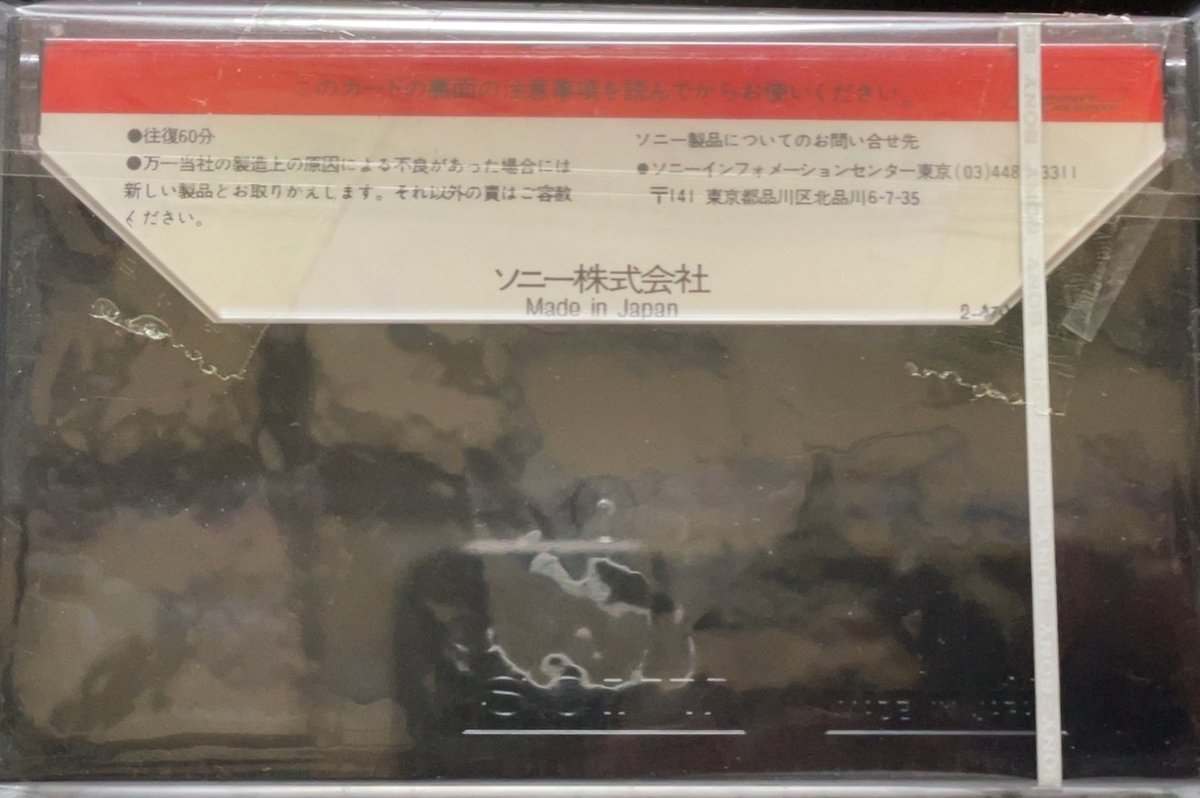 このカードの裏面の注意事項を読んでからお使いください。
●往復60分
●万一当社の製造上の原因による不良があった場合には
新しい製品とお取りかえします。それ以外の責はご容赦
ください。
ソニー製品についてのお問い合せ先
●ソニーインフォメーションセンター東京(03)448 3311
〒141 東京都品川区北品川6-7-35
ソニー株式会社
Made in Japan
SONY
MADE IN JAPAN